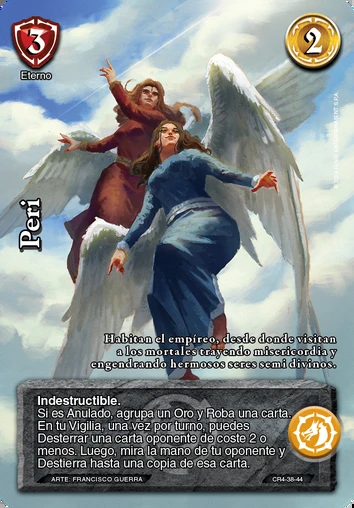 3
2
Eterno
Peri
Habitan el empíreo, desde donde visitan
a los mortales trayendo misericordia y
engendrando hermosos seres semi divinos.
Indestructible.
Si es Anulado, agrupa un Oro y Roba una carta.
En tu Vigilia, una vez por turno, puedes
Desterrar una carta oponente de coste 2 o
menos. Luego, mira la mano de tu oponente y
Destierra hasta una copia de esa carta.
ARTE: FRANCISCO GUERRA
CR4-38-44